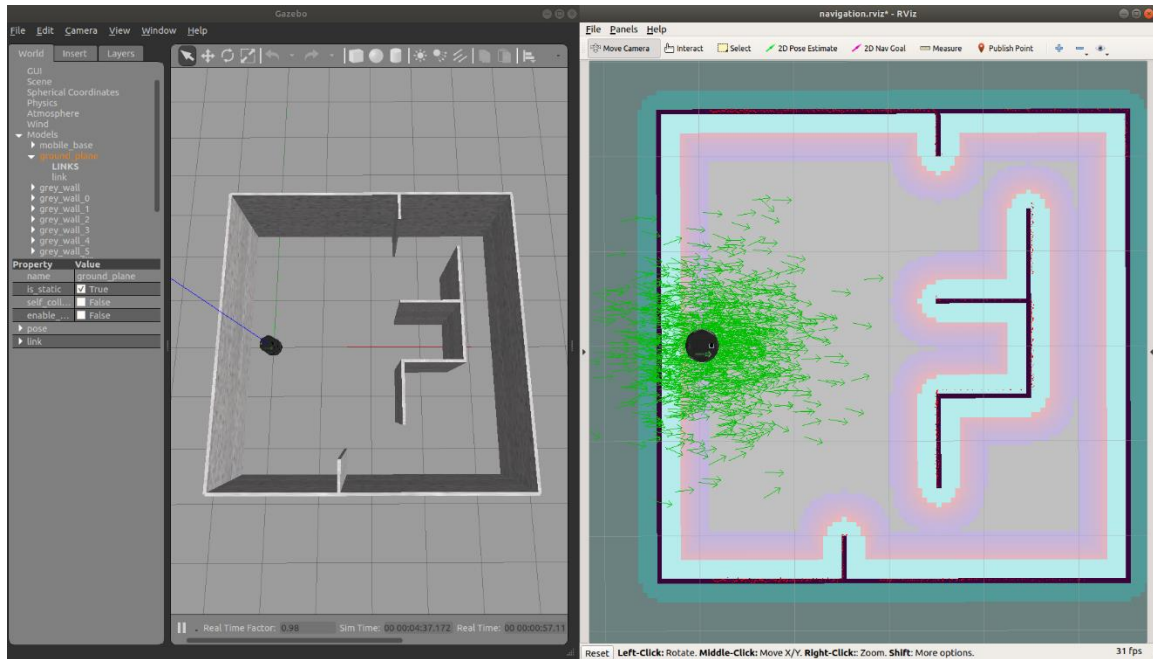 Gazebo
File Edit Camera View Window Help
World Insert Layers
GUI
Scene
Spherical Coordinates
Physics
Atmosphere
Wind
Models
mobile_base
ground_plane
LINKS
link
grey_wall
grey_wall_0
grey_wall_1
grey_wall_2
grey_wall_3
grey_wall_4
grey_wall_5
Property Value
name ground_plane
is_static True
self_coll... False
enable_... False
pose
link
Real Time Factor: 0.98 Sim Time: 00 00:04:37.172 Real Time: 00 00:00:57.11
navigation.rviz* - RViz
File Panels Help
Move Camera Interact Select 2D Pose Estimate 2D Nav Goal Measure Publish Point
Reset Left-Click: Rotate. Middle-Click: Move X/Y. Right-Click:: Zoom. Shift: More options. 31 fps